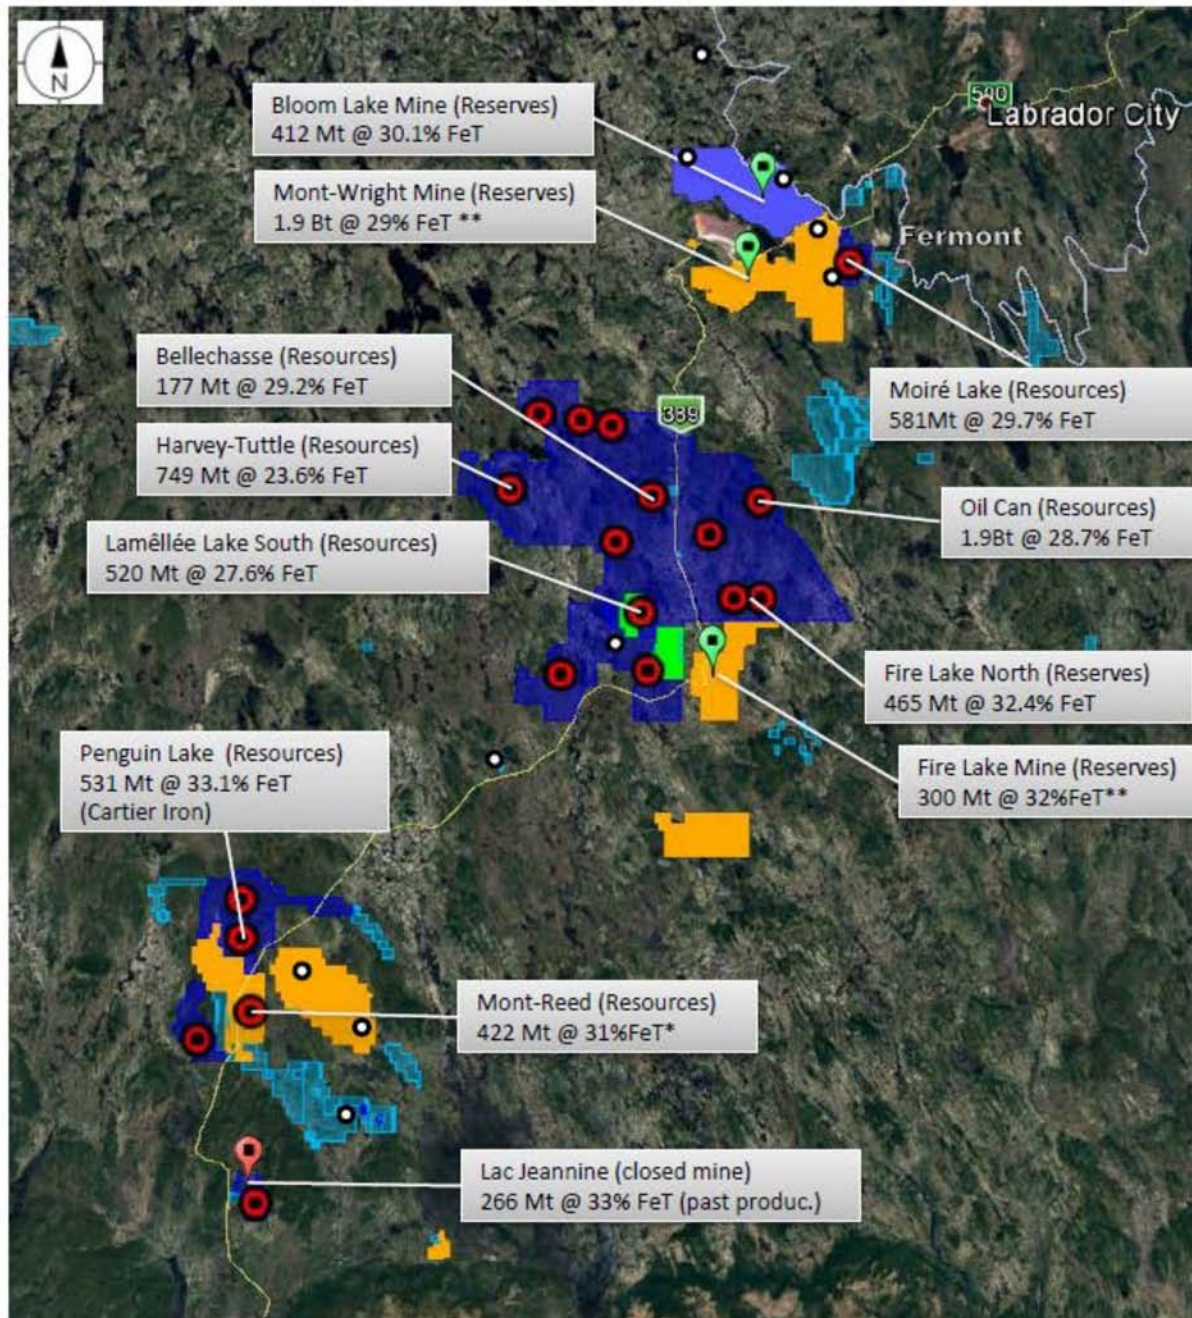 N
Bloom Lake Mine (Reserves)
412 Mt @ 30.1% FeT
500
Labrador City
Mont-Wright Mine (Reserves)
1.9 Bt @ 29% FeT **
Fermont
Bellechasse (Resources)
177 Mt @ 29.2% FeT
389
Moiré Lake (Resources)
581Mt @ 29.7% FeT
Harvey-Tuttle (Resources)
749 Mt @ 23.6% FeT
Oil Can (Resources)
1.9Bt @ 28.7% FeT
Lamêllée Lake South (Resources)
520 Mt @ 27.6% FeT
Fire Lake North (Reserves)
465 Mt @ 32.4% FeT
Penguin Lake (Resources)
531 Mt @ 33.1% FeT
(Cartier Iron)
Fire Lake Mine (Reserves)
300 Mt @ 32%FeT**
Mont-Reed (Resources)
422 Mt @ 31%FeT*
Lac Jeannine (closed mine)
266 Mt @ 33% FeT (past produc.)